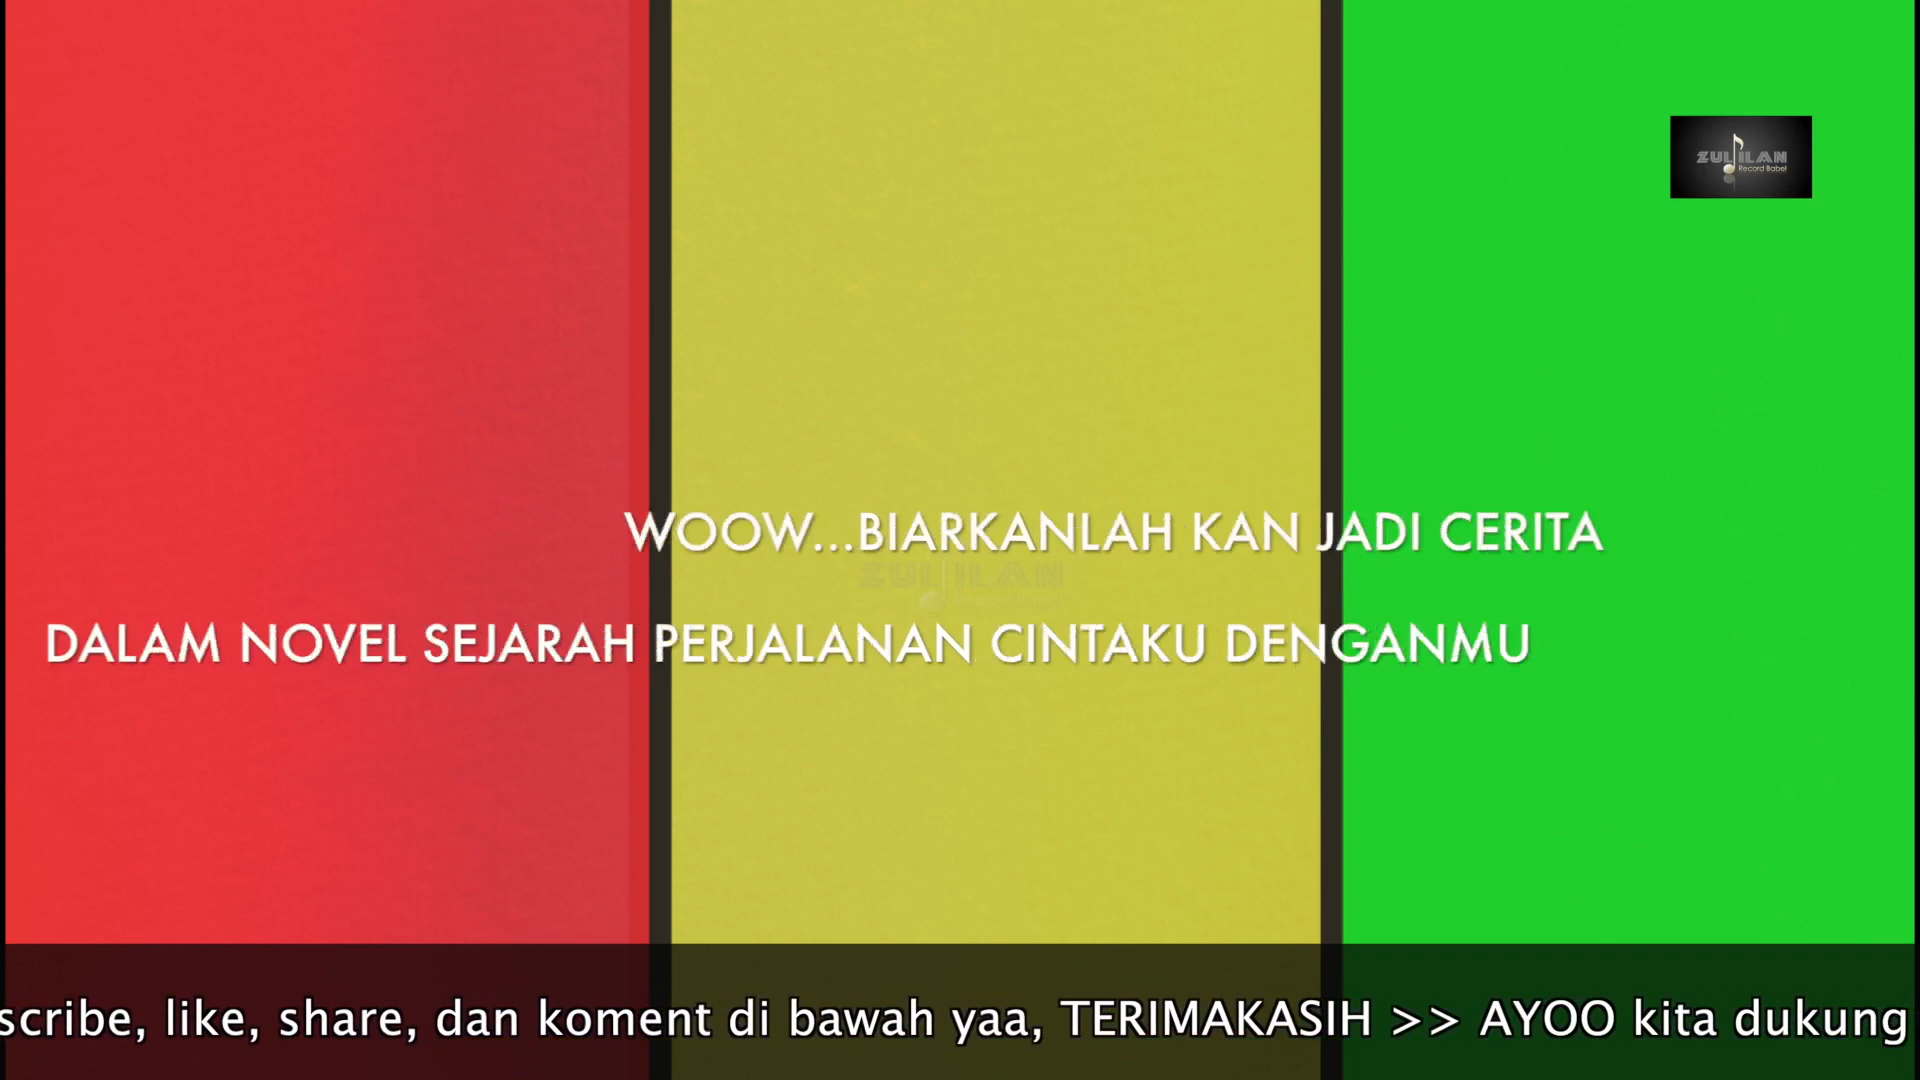 ZULJILAN
Record Babel
WOOW...BIARKANLAH KAN JADI CERITA
ZULJILAN
DALAM NOVEL SEJARAH PERJALANAN CINTAKU DENGANMU
scribe, like, share, dan koment di bawah yaa, TERIMAKASIH >> AYOO kita dukung